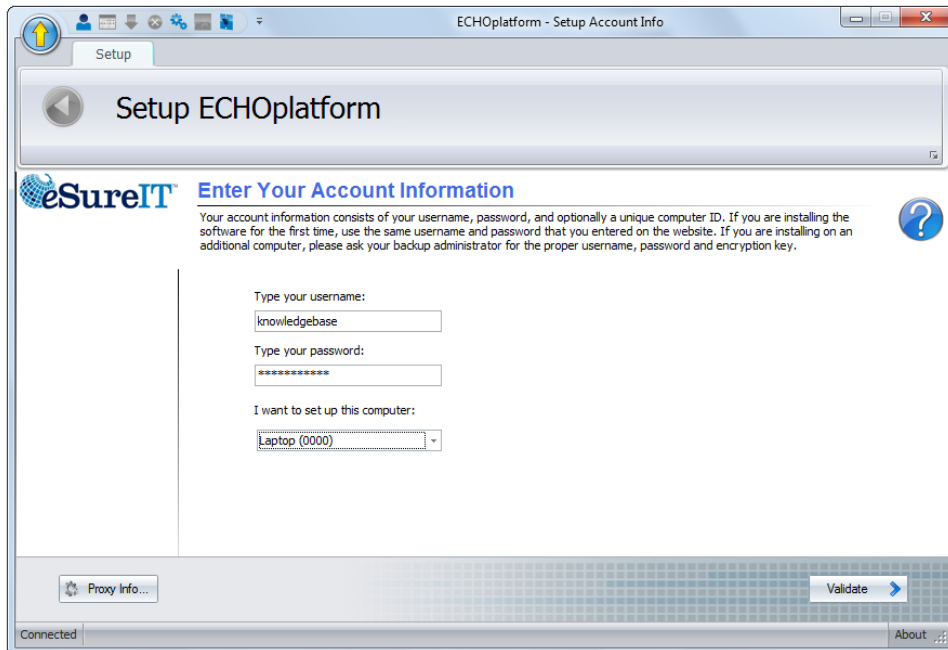 ECHOplatform - Setup Account Info
Setup
Setup ECHOplatform
eSureIT™
Enter Your Account Information
Your account information consists of your username, password, and optionally a unique computer ID. If you are installing the
software for the first time, use the same username and password that you entered on the website. If you are installing on an
additional computer, please ask your backup administrator for the proper username, password and encryption key.
Type your username:
knowledgebase
Type your password:
***********
I want to set up this computer:
Laptop (0000)
Proxy Info...
Validate
Connected
About